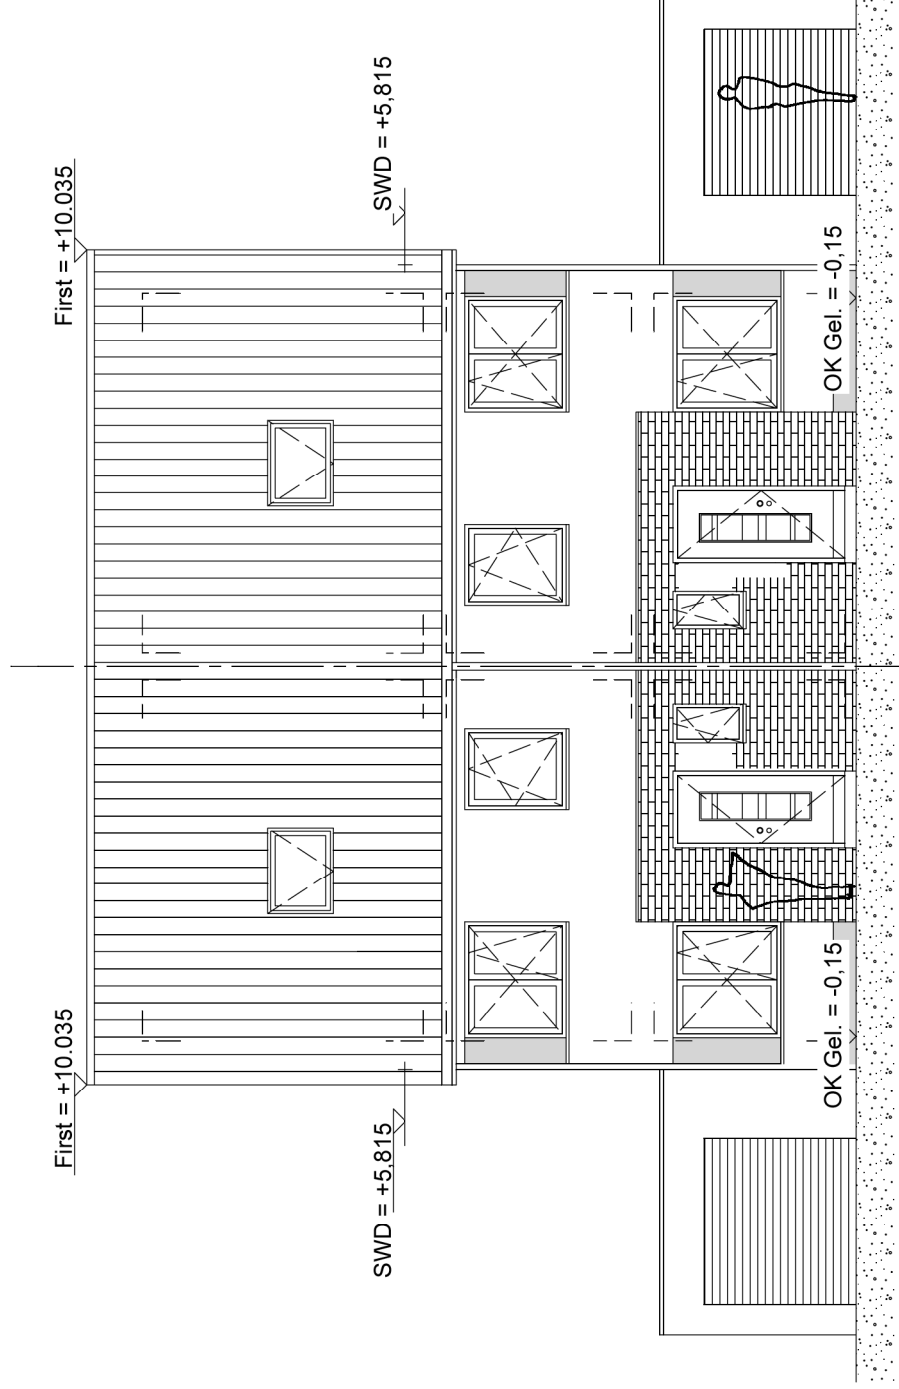 First = +10.035
First = +10.035
SWD = +5,815
SWD = +5,815
OK Gel. = -0,15
OK Gel. = -0,15